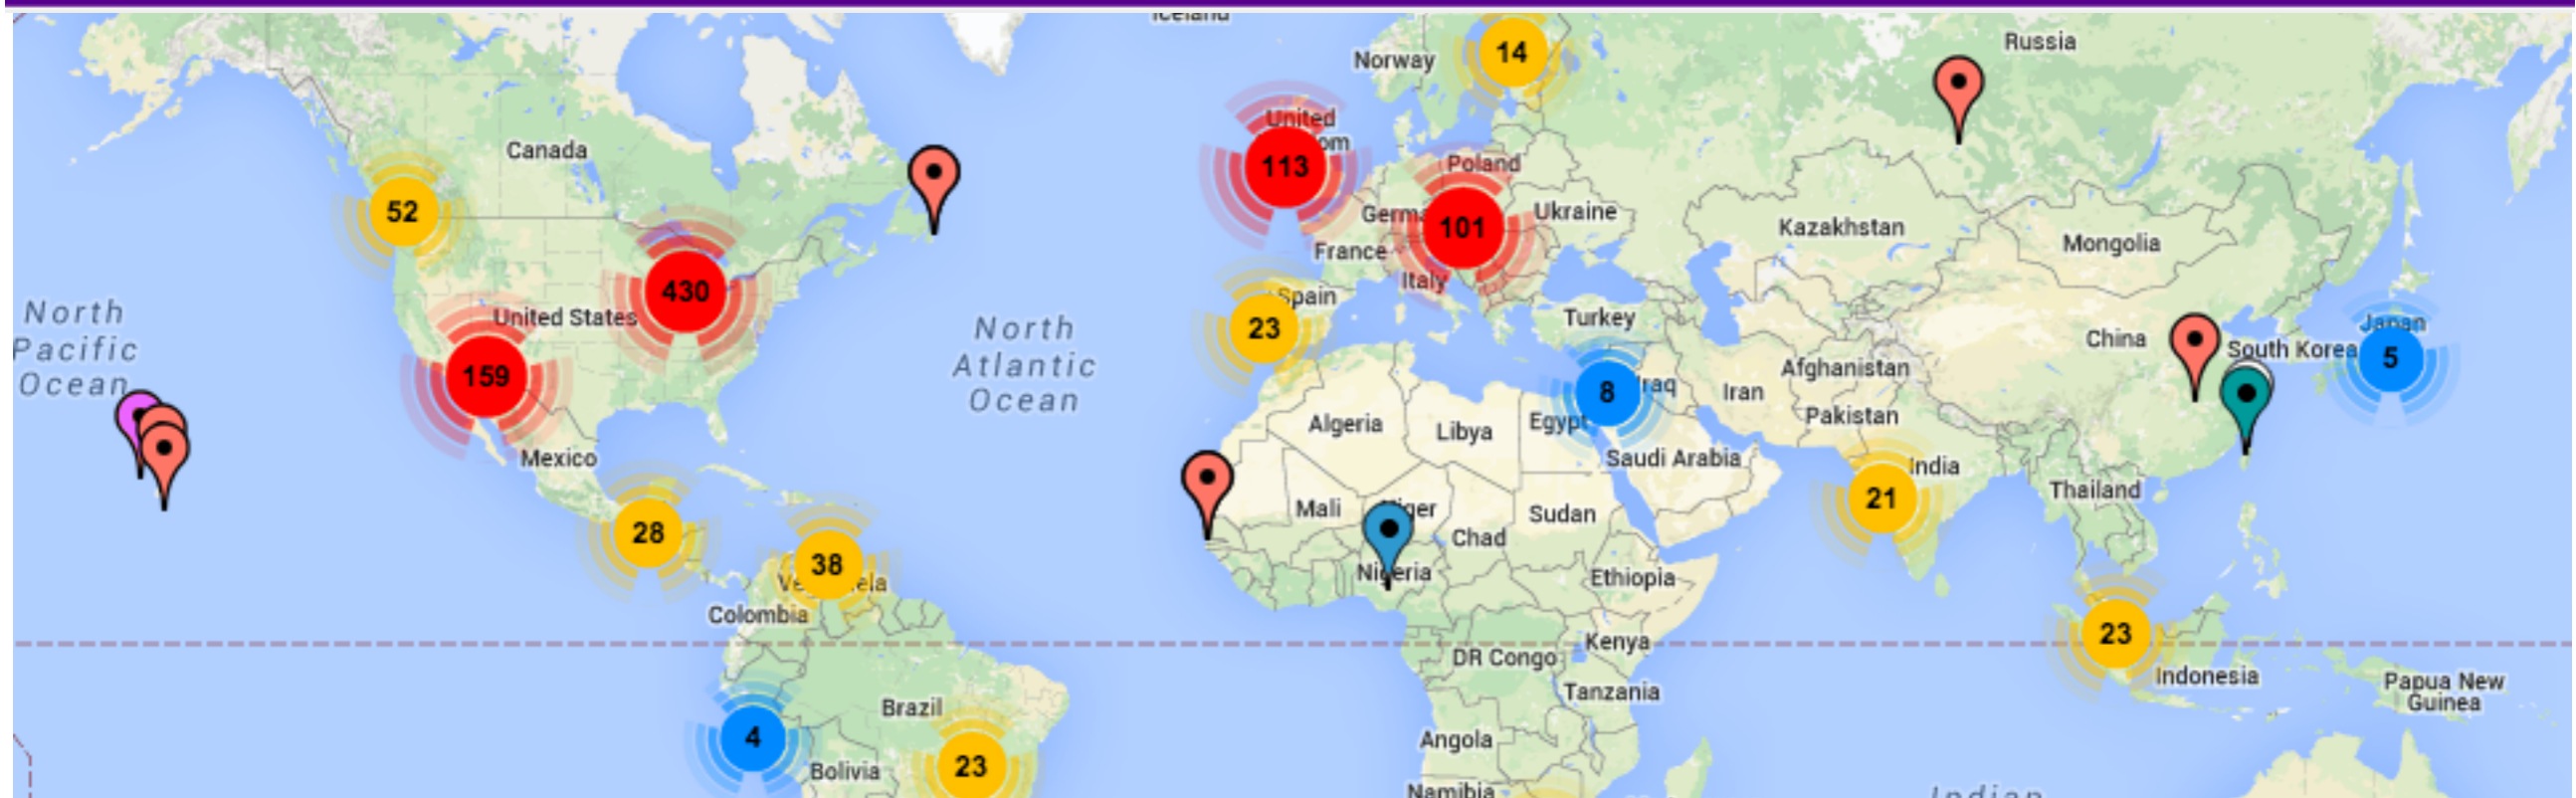 Iceland
Russia
14
Norway
United
113
Poland
Canada
52
Germa
101
Ukraine
Kazakhstan
Mongolia
France
Italy
430
North
Pacific
Ocean
United States
159
North
Atlantic
Ocean
Spain
23
Turkey
China
South Korea
Japan
5
Afghanistan
8
Iraq
Iran
Pakistan
Algeria
Libya
Egypt
Saudi Arabia
Mexico
India
21
Thailand
Mali
Niger
Chad
Sudan
28
38
Nigeria
Ethiopia
Colombia
Kenya
DR Congo
23
Indonesia
Papua New
Guinea
Tanzania
Brazil
4
23
Bolivia
Angola
Namibia
Indian